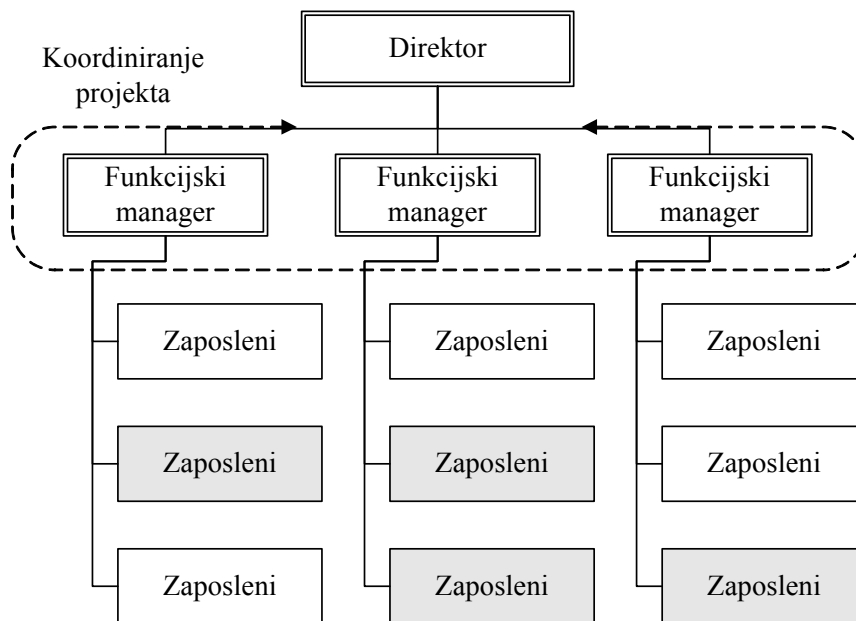 Direktor
Koordiniranje
projekta
Funkcijski
manager
Funkcijski
manager
Funkcijski
manager
Zaposleni
Zaposleni
Zaposleni
Zaposleni
Zaposleni
Zaposleni
Zaposleni
Zaposleni
Zaposleni